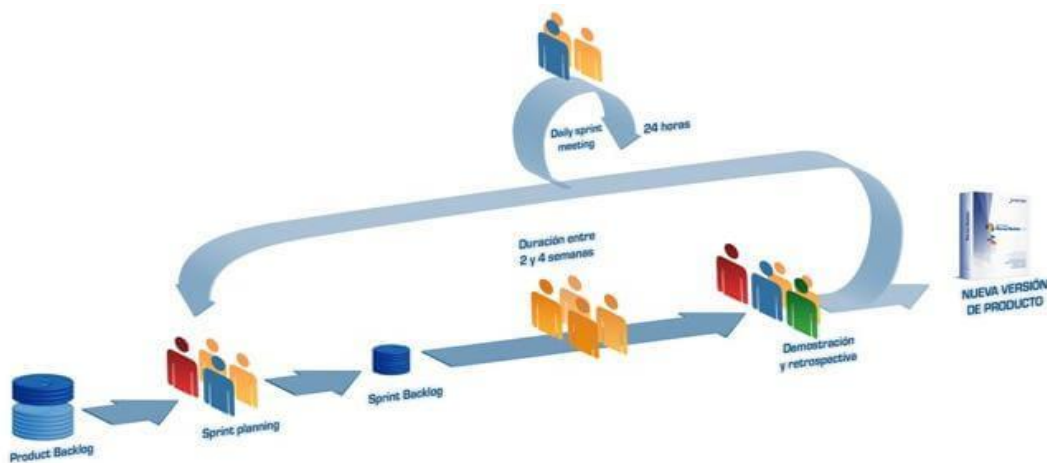 Daily sprint
meeting
24 horas
Duración entre
2 y 4 semanas
NUEVA VERSIÓN
DE PRODUCTO
Demostración
y retrospectiva
Sprint Backlog
Sprint planning
Product Backlog